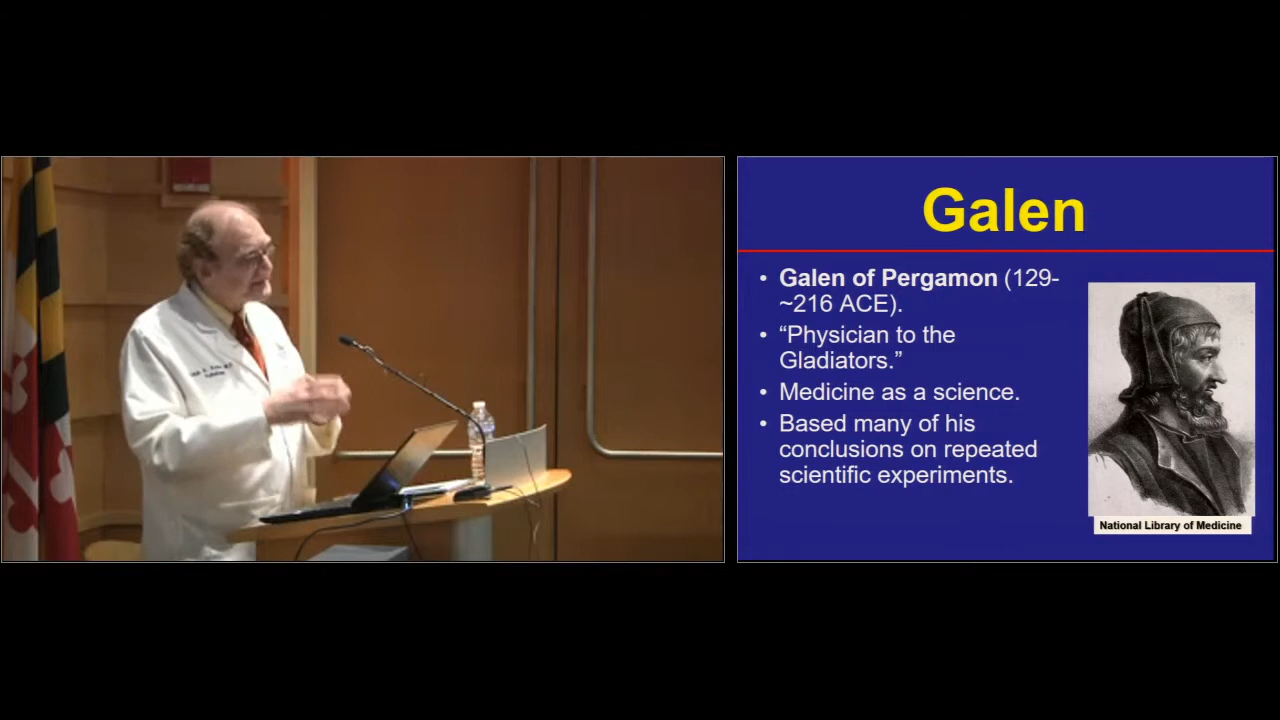 Galen
• Galen of Pergamon (129-
~216 ACE).
• “Physician to the
Gladiators.”
• Medicine as a science.
• Based many of his
conclusions on repeated
scientific experiments.
National Library of Medicine